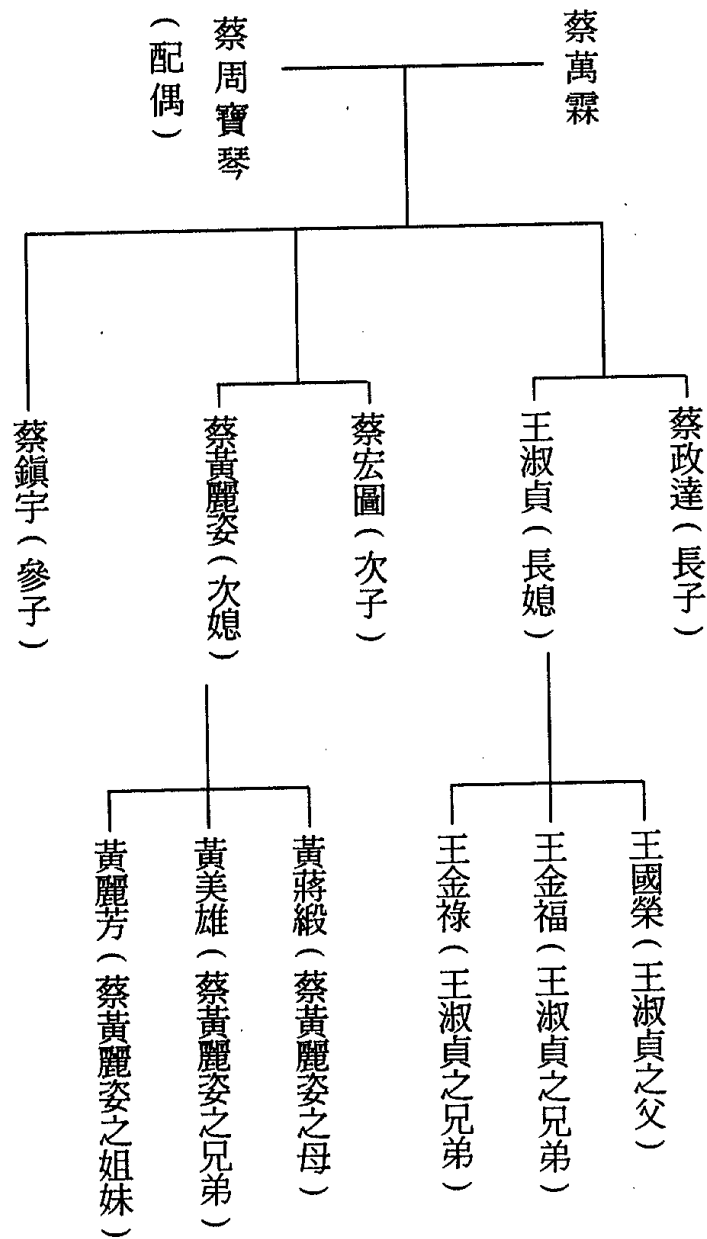 蔡萬霖
蔡周寶琴
（配偶）
蔡政達（長子）
王淑貞（長媳）
蔡宏圖（次子）
蔡黃麗姿（次媳）
蔡鎮宇（參子）
王國榮（王淑貞之父）
王金福（王淑貞之兄弟）
王金祿（王淑貞之兄弟）
黃蔣緞（蔡黃麗姿之母）
黃美雄（蔡黃麗姿之兄弟）
黃麗芳（蔡黃麗姿之姐妹）